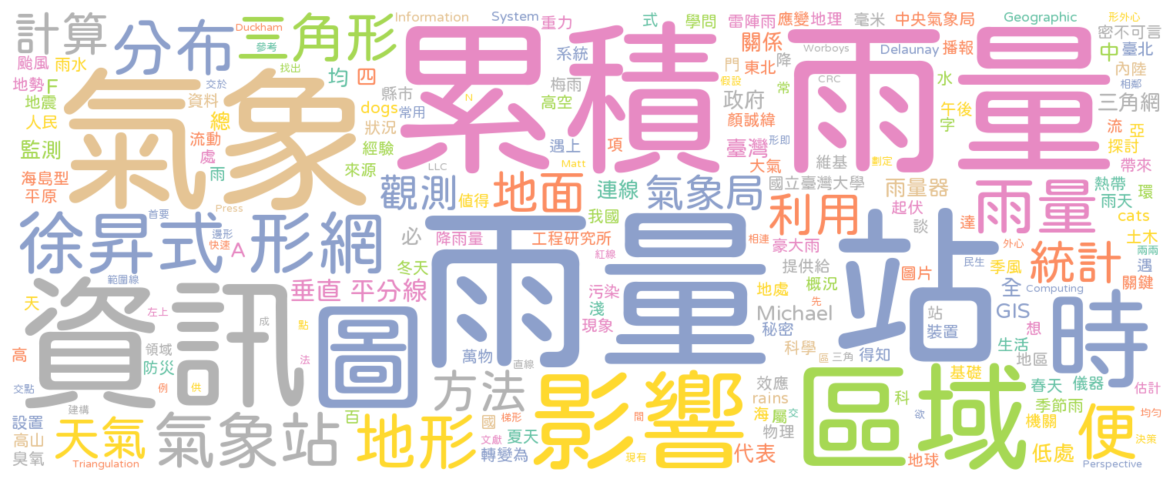 計算
分布
三角形
Information
System
重力
式
學問
雷陣雨
應變
地理
毫米
中央氣象局
Geographic
形外心
Duckham
參考
找出
累積
雨量
關係
Worboys
Delaunay
播報
中
密不可言
臺北
颱風
雨水
交於
均
四
系統
東北
門
假設
降
水
內陸
相鄰
地勢
F
地震
資料
縣市
dogs
常用
梅雨
高空
政府
CRC
常
午後
三角網
人民
總
狀況
N
顏誠緯
字
流
亞
監測
流動
處
經驗
遇上
項
臺灣
形即
維基
探討
帶來
氣象
海島型
雨
來源
LLC
Matt
大氣
劃定
平原
Press
觀測
值得
地面
連線
氣象局
國立臺灣大學
雨量器
熱帶
雨天
環
徐昇式
首要
邊形
快速
形網
A
必
降雨量
工程研究所
我國
相連
紅線
利用
豪大雨
起伏
談
達
雨量
外心
cats
土木
兩兩
範圍線
垂直
平分線
冬天
雨量
站
提供給
概況
圖片
季風
民生
統計
遇
關鍵
天
左上
成
點
資訊
圖
污染
淺
現象
地處
Michael
秘密
先
站
裝置
全
GIS
Computing
想
時
高
領域
防災
法
萬物
直線
科學
區
三角
得知
生活
地區
交點
例
供
方法
影響
效應
rains
基礎
區域
春天
儀器
估計
便
建構
設置
天氣
氣象站
百
地形
國
梯形
間
海
屬
交
科
欲
季節雨
機關
均勻
高山
臭氧
Triangulation
文獻
夏天
轉變為
現有
代表
物理
地球
低處
決策
Perspective